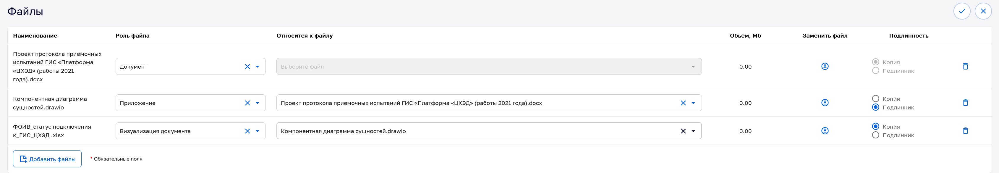 Файлы
Наименование Роль файла Относится к файлу Обьем, Мб Заменить файл Подлинность
Проект протокола приемочных
испытаний ГИС «Платформа
«ЦХЭД» (работы 2021
года).docx
Документ
Выберите файл
0.00
Копия
Подлинник
Компонентная диаграмма
сущностей.drawio
Приложение
Проект протокола приемочных испытаний ГИС «Платформа «ЦХЭД» (работы 2021 года).docx
0.00
Копия
Подлинник
ФОИВ_статус подключения
к_ГИС_ЦХЭД .xlsx
Визуализация документа
Компонентная диаграмма сущностей.drawio
0.00
Копия
Подлинник
Добавить файлы
* Обязательные поля